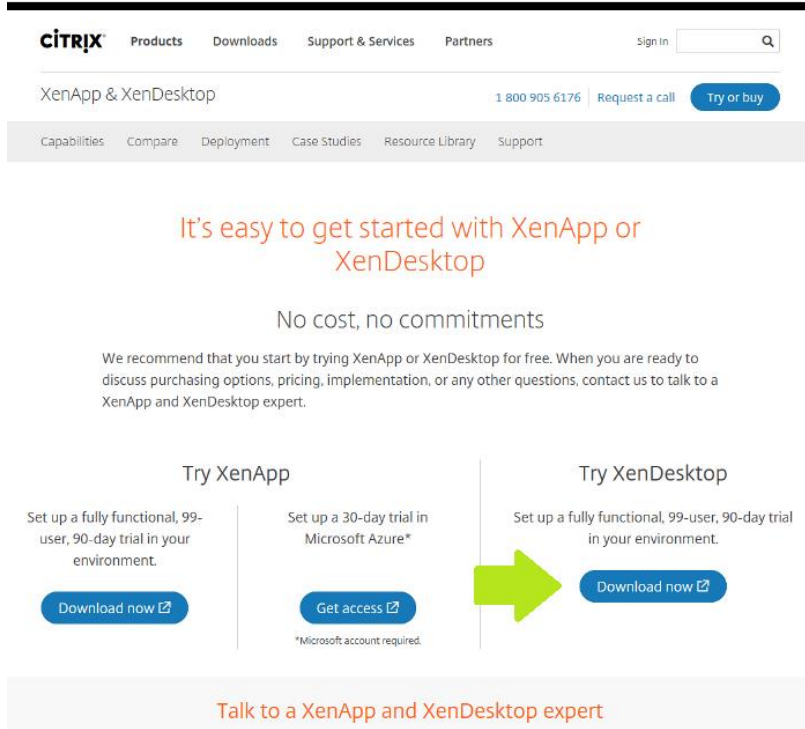 CİTRIX Products Downloads Support & Services Partners Sign In
XenApp & XenDesktop 1 800 905 6176 Request a call Try or buy
Capabilities Compare Deployment Case Studies Resource Library Support
It's easy to get started with XenApp or
XenDesktop
No cost, no commitments
We recommend that you start by trying XenApp or XenDesktop for free. When you are ready to
discuss purchasing options, pricing, implementation, or any other questions, contact us to talk to a
XenApp and XenDesktop expert.
Try XenApp
Set up a fully functional, 99-
user, 90-day trial in your
environment.
Download now
Set up a 30-day trial in
Microsoft Azure*
Get access
*Microsoft account required.
Try XenDesktop
Set up a fully functional, 99-user, 90-day trial
in your environment.
Download now
Talk to a XenApp and XenDesktop expert